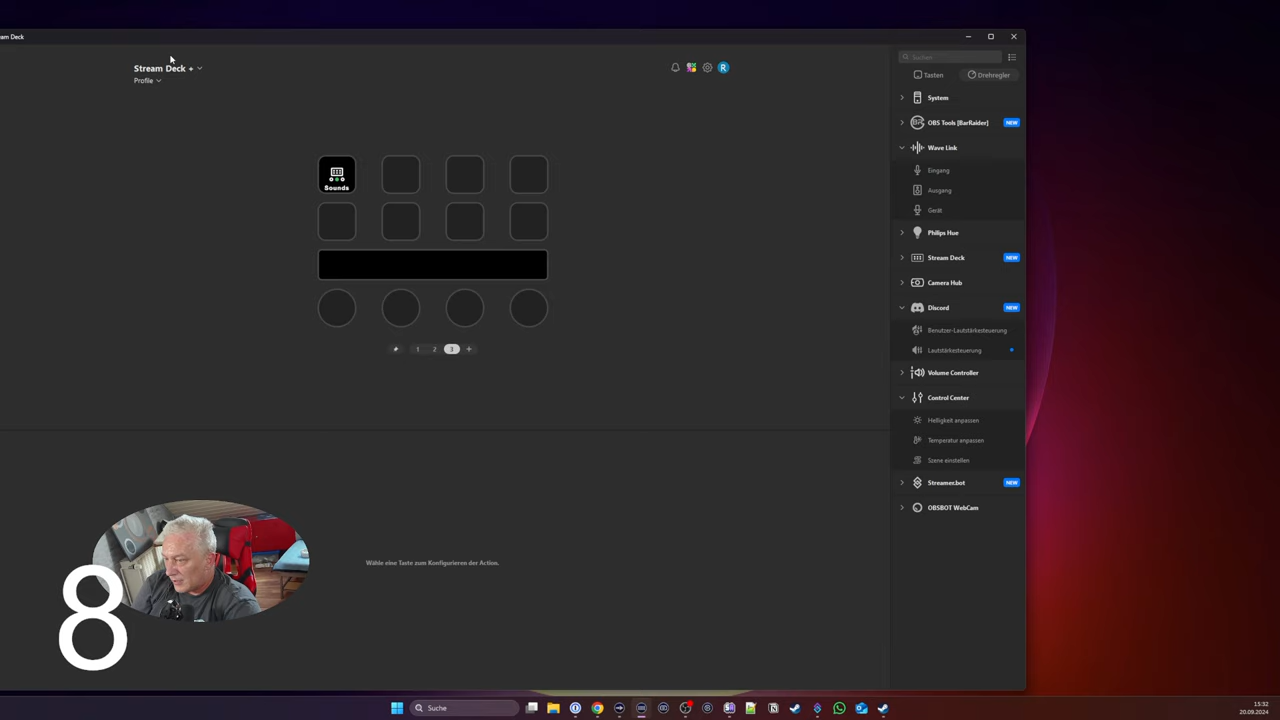 am Deck
Stream Deck +
Profile
R
Suchen
Tasten
Drehregler
System
OBS Tools [BarRaider]
NEW
Wave Link
Eingang
Ausgang
Gerät
Philips Hue
Stream Deck
NEW
Camera Hub
Discord
NEW
Benutzer-Lautstärkesteuerung
Lautstärkesteuerung
Volume Controller
Control Center
Helligkeit anpassen
Temperatur anpassen
Szene einstellen
Streamer.bot
NEW
OBSBOT WebCam
Sounds
1 2 3 +
Wähle eine Taste zum Konfigurieren der Action.
8
Suche
15:32
20.09.2024